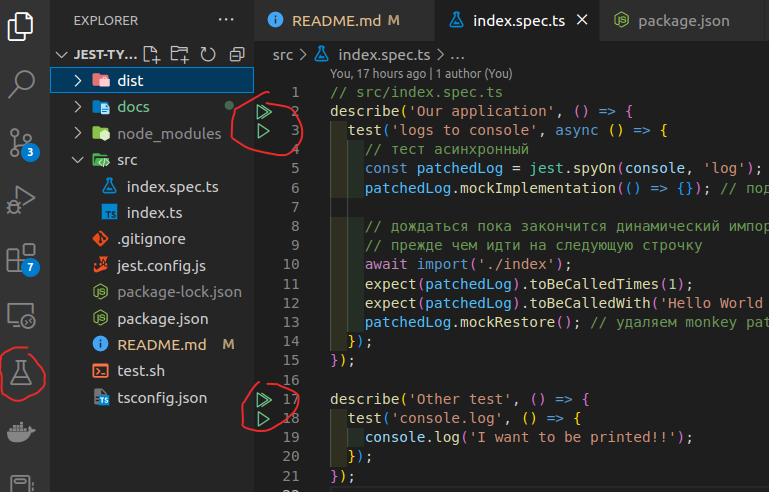 EXPLORER
README.md M
index.spec.ts
package.json
JEST-TY...
src > index.spec.ts > ...
You, 17 hours ago | 1 author (You)
dist
docs
node_modules
src
index.spec.ts
index.ts
.gitignore
jest.config.js
package-lock.json
package.json
README.md M
test.sh
tsconfig.json
3
7
TS
JS
1 // src/index.spec.ts
2 describe('Our application', () => {
3 test('logs to console', async () => {
4 // тест асинхронный
5 const patchedLog = jest.spyOn(console, 'log');
6 patchedLog.mockImplementation(() => {}); // под
7
8 // дождаться пока закончится динамический импор
9 // прежде чем идти на следующую строчку
10 await import('./index');
11 expect(patchedLog).toBeCalledTimes(1);
12 expect(patchedLog).toBeCalledWith('Hello World
13 patchedLog.mockRestore(); // удаляем monkey pat
14 });
15 });
16
17 describe('Other test', () => {
18 test('console.log', () => {
19 console.log('I want to be printed!!');
20 });
21 });